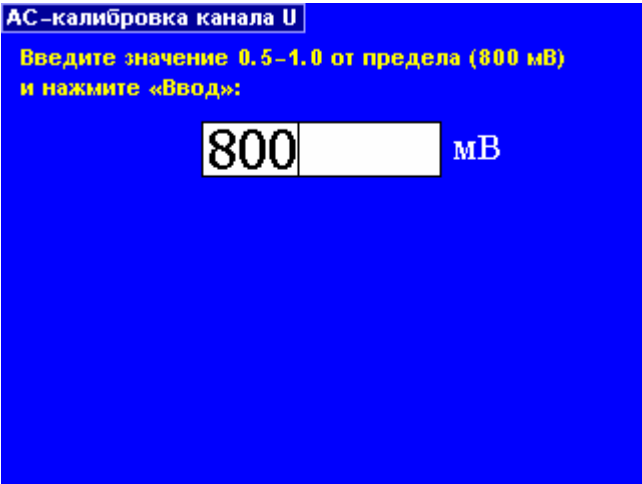 АС-калибровка канала U
Введите значение 0.5-1.0 от предела (800 мВ)
и нажмите «Ввод»:
800 мВ